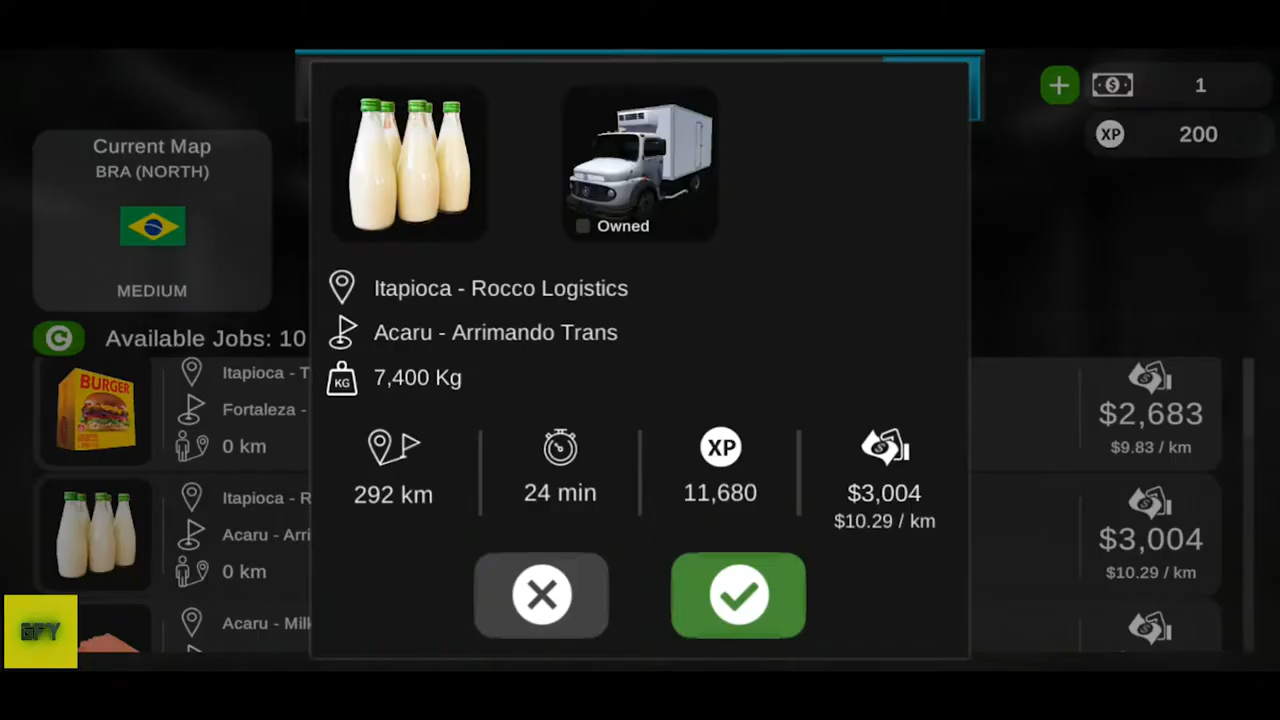 Current Map
BRA (NORTH)
MEDIUM
1
XP 200
Owned
Itapioca - Rocco Logistics
Acaru - Arrimando Trans
KG 7,400 Kg
292 km
24 min
XP
11,680
$3,004
$10.29 / km
Available Jobs: 10
BURGER
Itapioca - T
Fortaleza -
0 km
$2,683
$9.83 / km
Itapioca - R
Acaru - Arri
0 km
$3,004
$10.29 / km
Acaru - Mil
GFY